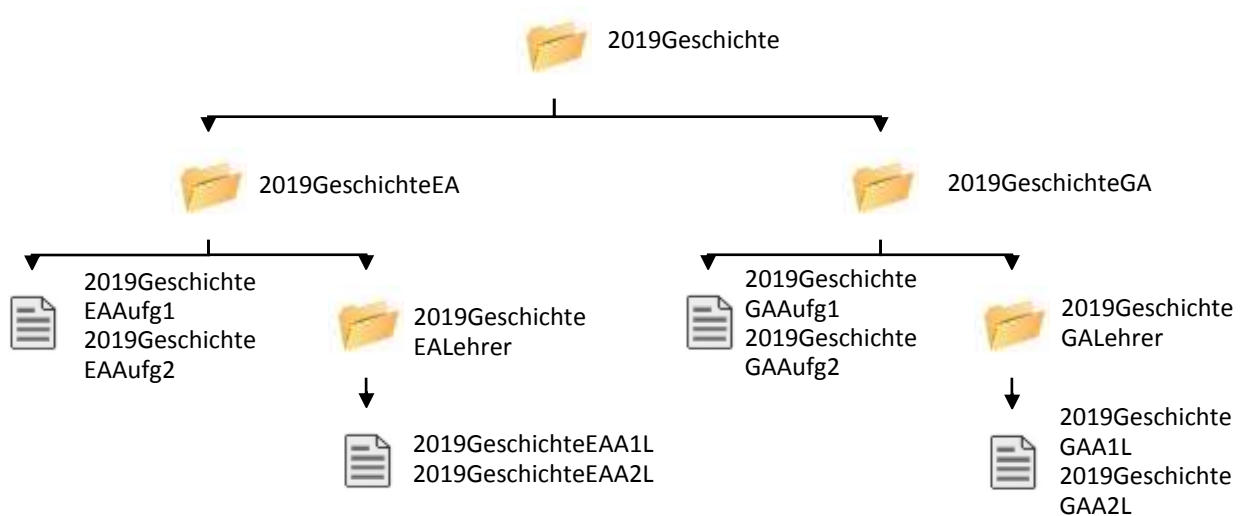 2019Geschichte
2019GeschichteEA
2019GeschichteGA
2019Geschichte
EAAufg1
2019Geschichte
EAAufg2
2019Geschichte
EALehrer
2019Geschichte
GAAufg1
2019Geschichte
GAAufg2
2019Geschichte
GALehrer
2019GeschichteEAA1L
2019GeschichteEAA2L
2019Geschichte
GAA1L
2019Geschichte
GAA2L